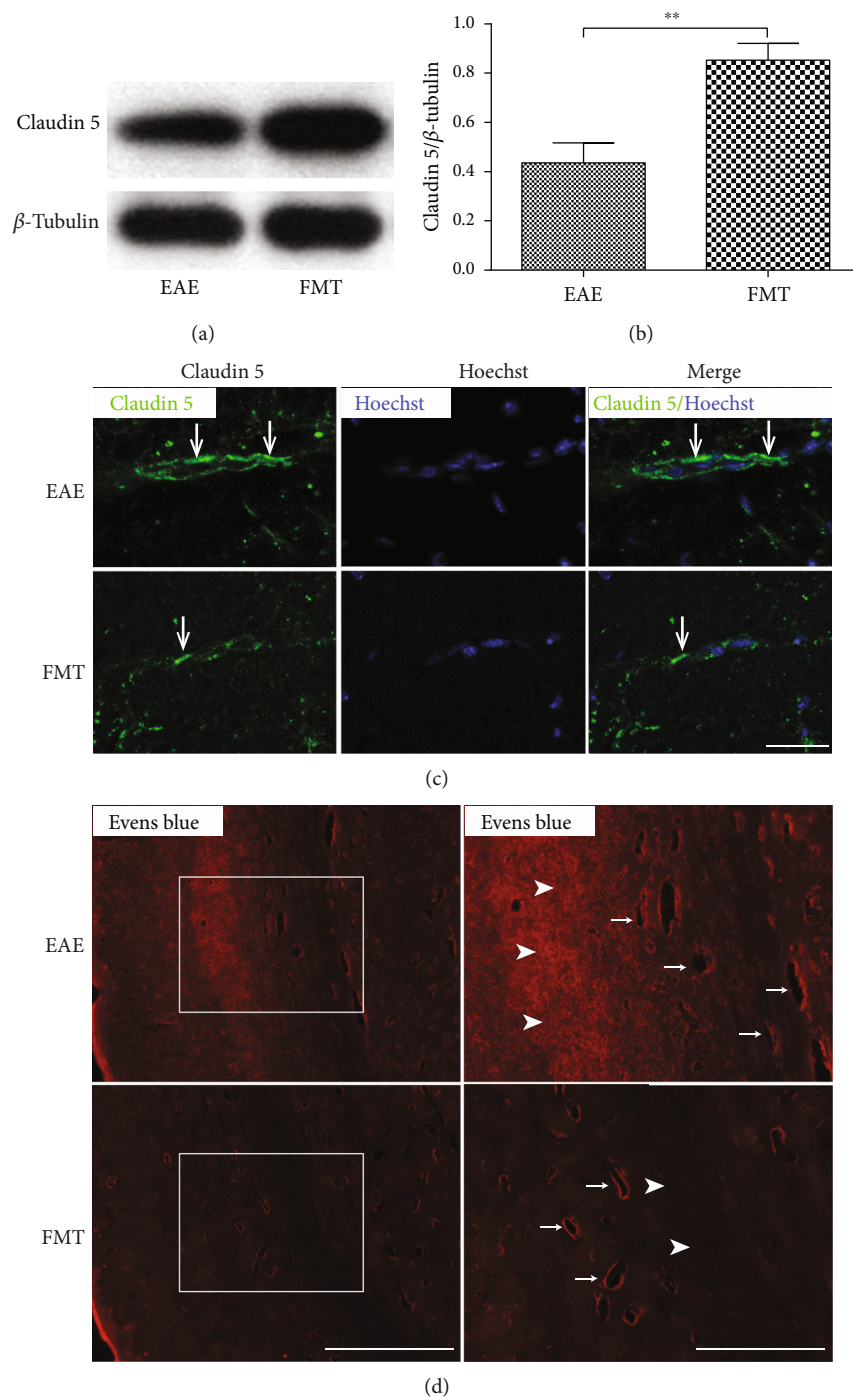 Claudin 5
β-Tubulin
EAE
FMT
(a)
**
Claudin 5/β-tubulin
1.0
0.8
0.6
0.4
0.2
0.0
EAE
FMT
(b)
Claudin 5
Hoechst
Merge
Claudin 5
Hoechst
Claudin 5/Hoechst
EAE
FMT
(c)
Evens blue
Evens blue
EAE
FMT
(d)